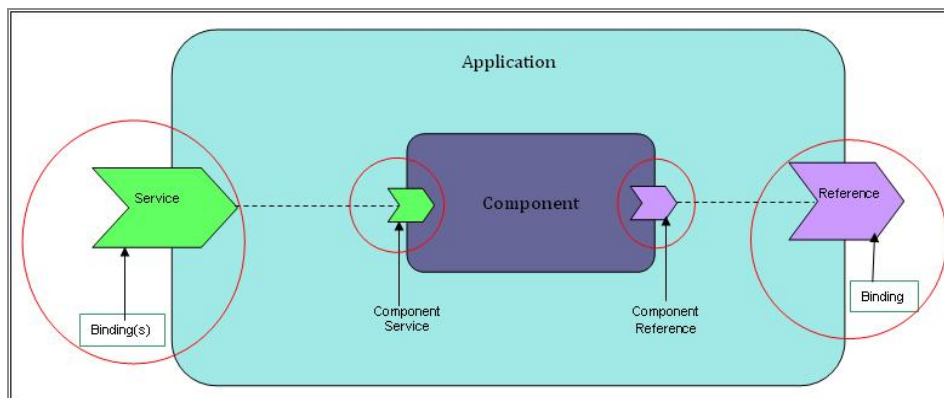 Application
Service
Component
Reference
Binding(s)
Component
Service
Component
Reference
Binding